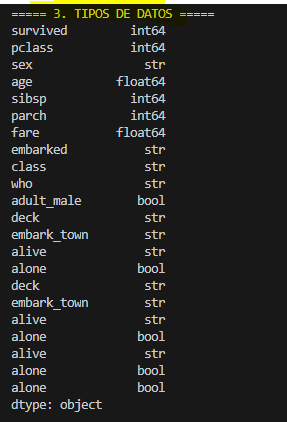 ===== 3. TIPOS DE DATOS =====
survived int64
pclass int64
sex str
age float64
sibsp int64
parch int64
fare float64
embarked str
class str
who str
adult_male bool
deck str
embark_town str
alive str
alone bool
deck str
embark_town str
alive str
alone bool
alive str
alone bool
alone bool
dtype: object